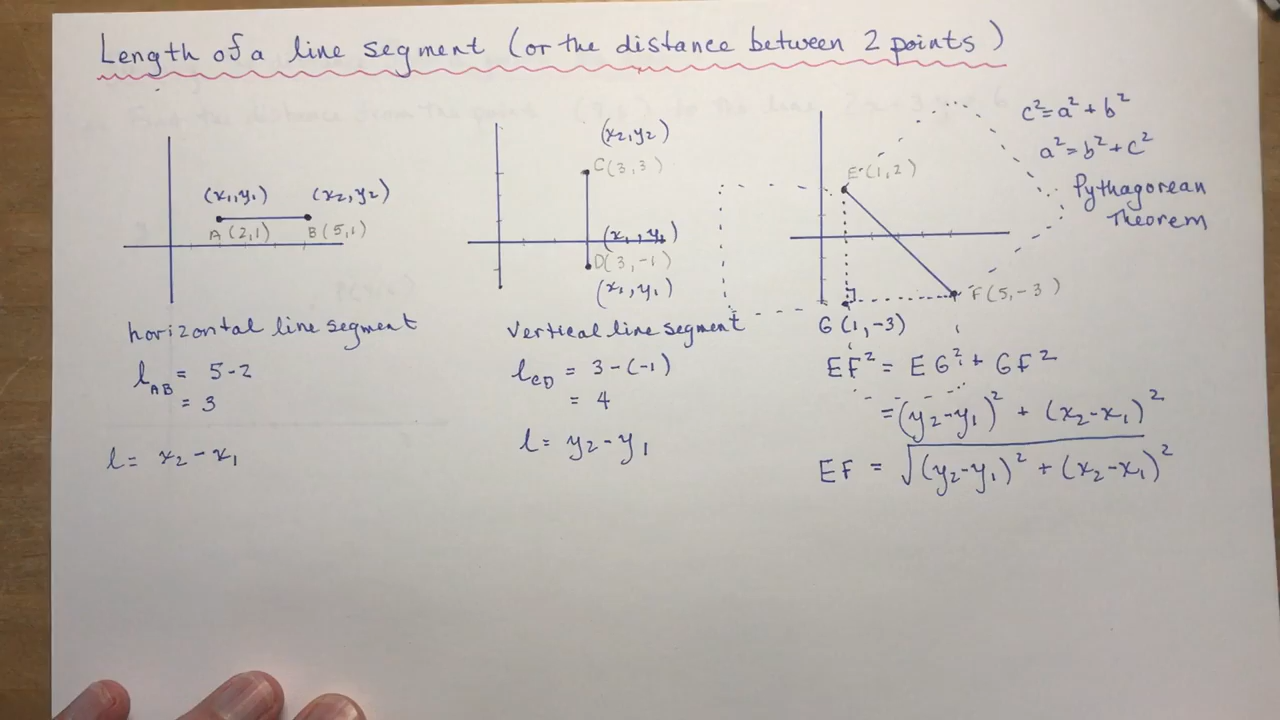 Length of a line segment (or the distance between 2 points)
(x₁,y₁) (x₂,y₂)
A(2,1) B(5,1)
horizontal line segment
l_AB = 5-2
= 3
l = x₂-x₁
(x₂,y₂)
C(3,3)
(x₁,y₁)
D(3,-1)
(x₁,y₁)
vertical line segment
l_CD = 3-(-1)
= 4
l = y₂-y₁
c² = a² + b²
a² = b² + c²
Pythagorean
Theorem
E(1,2)
F(5,-3)
G(1,-3)
EF² = EG² + GF²
= (y₂-y₁)² + (x₂-x₁)²
EF = √(y₂-y₁)² + (x₂-x₁)²